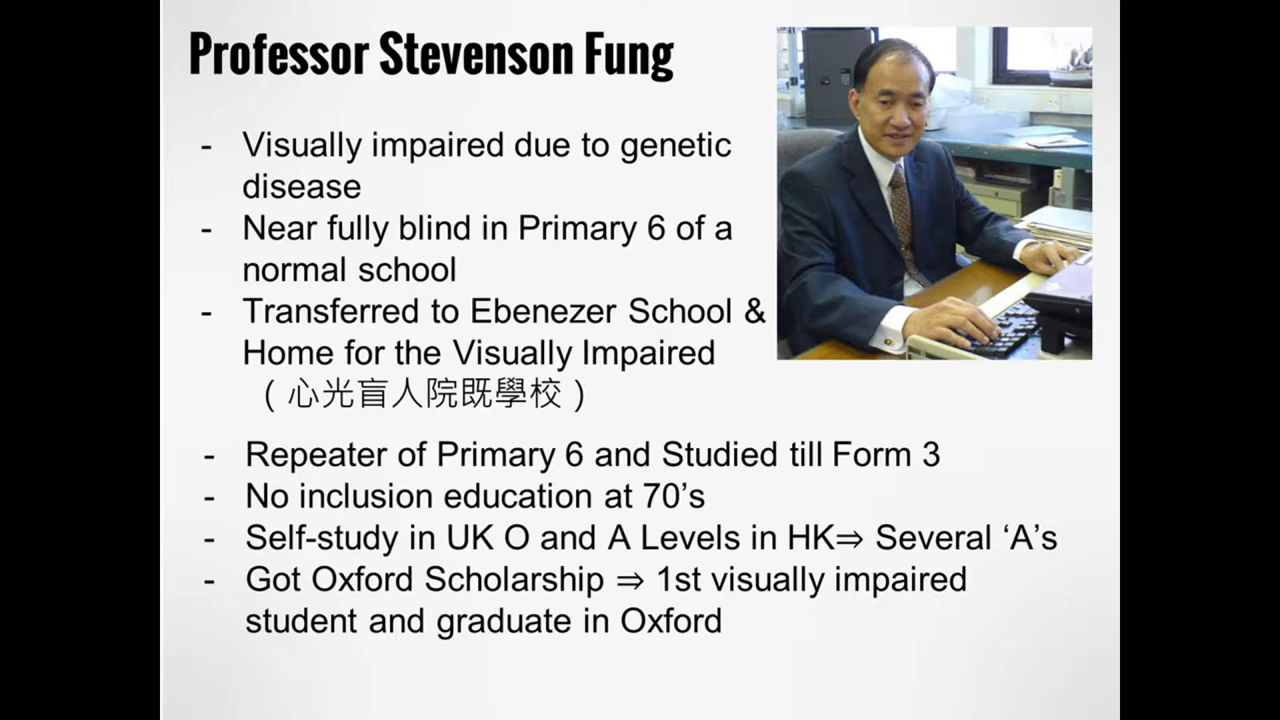 Professor Stevenson Fung
- Visually impaired due to genetic
disease
- Near fully blind in Primary 6 of a
normal school
- Transferred to Ebenezer School &
Home for the Visually Impaired
（心光盲人院既學校）
- Repeater of Primary 6 and Studied till Form 3
- No inclusion education at 70’s
- Self-study in UK O and A Levels in HK⇒ Several ‘A’s
- Got Oxford Scholarship ⇒ 1st visually impaired
student and graduate in Oxford